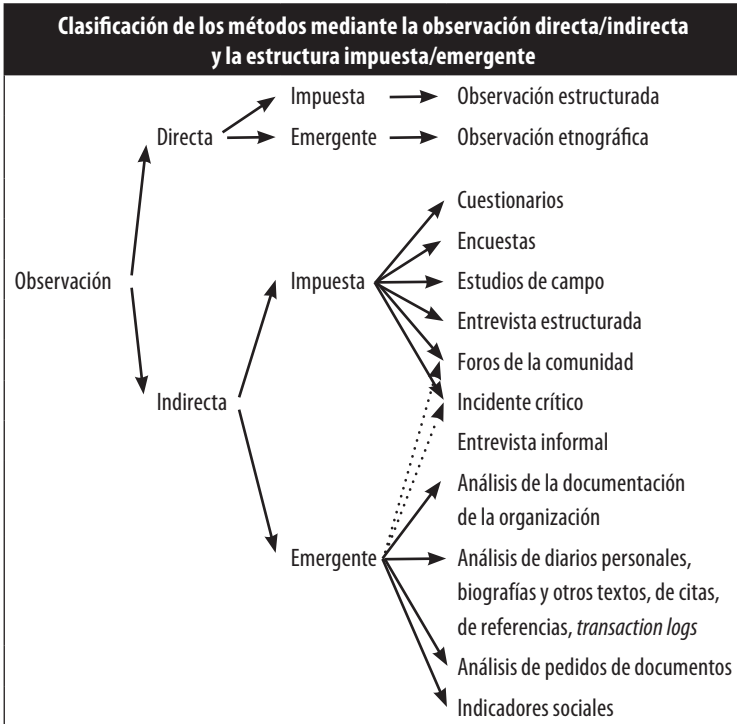 Clasificación de los métodos mediante la observación directa/indirecta
y la estructura impuesta/emergente
Impuesta
Observación estructurada
Directa
Emergente
Observación etnográfica
Cuestionarios
Encuestas
Observación
Impuesta
Estudios de campo
Entrevista estructurada
Foros de la comunidad
Indirecta
Incidente crítico
Entrevista informal
Análisis de la documentación
de la organización
Emergente
Análisis de diarios personales,
biografías y otros textos, de citas,
de referencias, transaction logs
Análisis de pedidos de documentos
Indicadores sociales